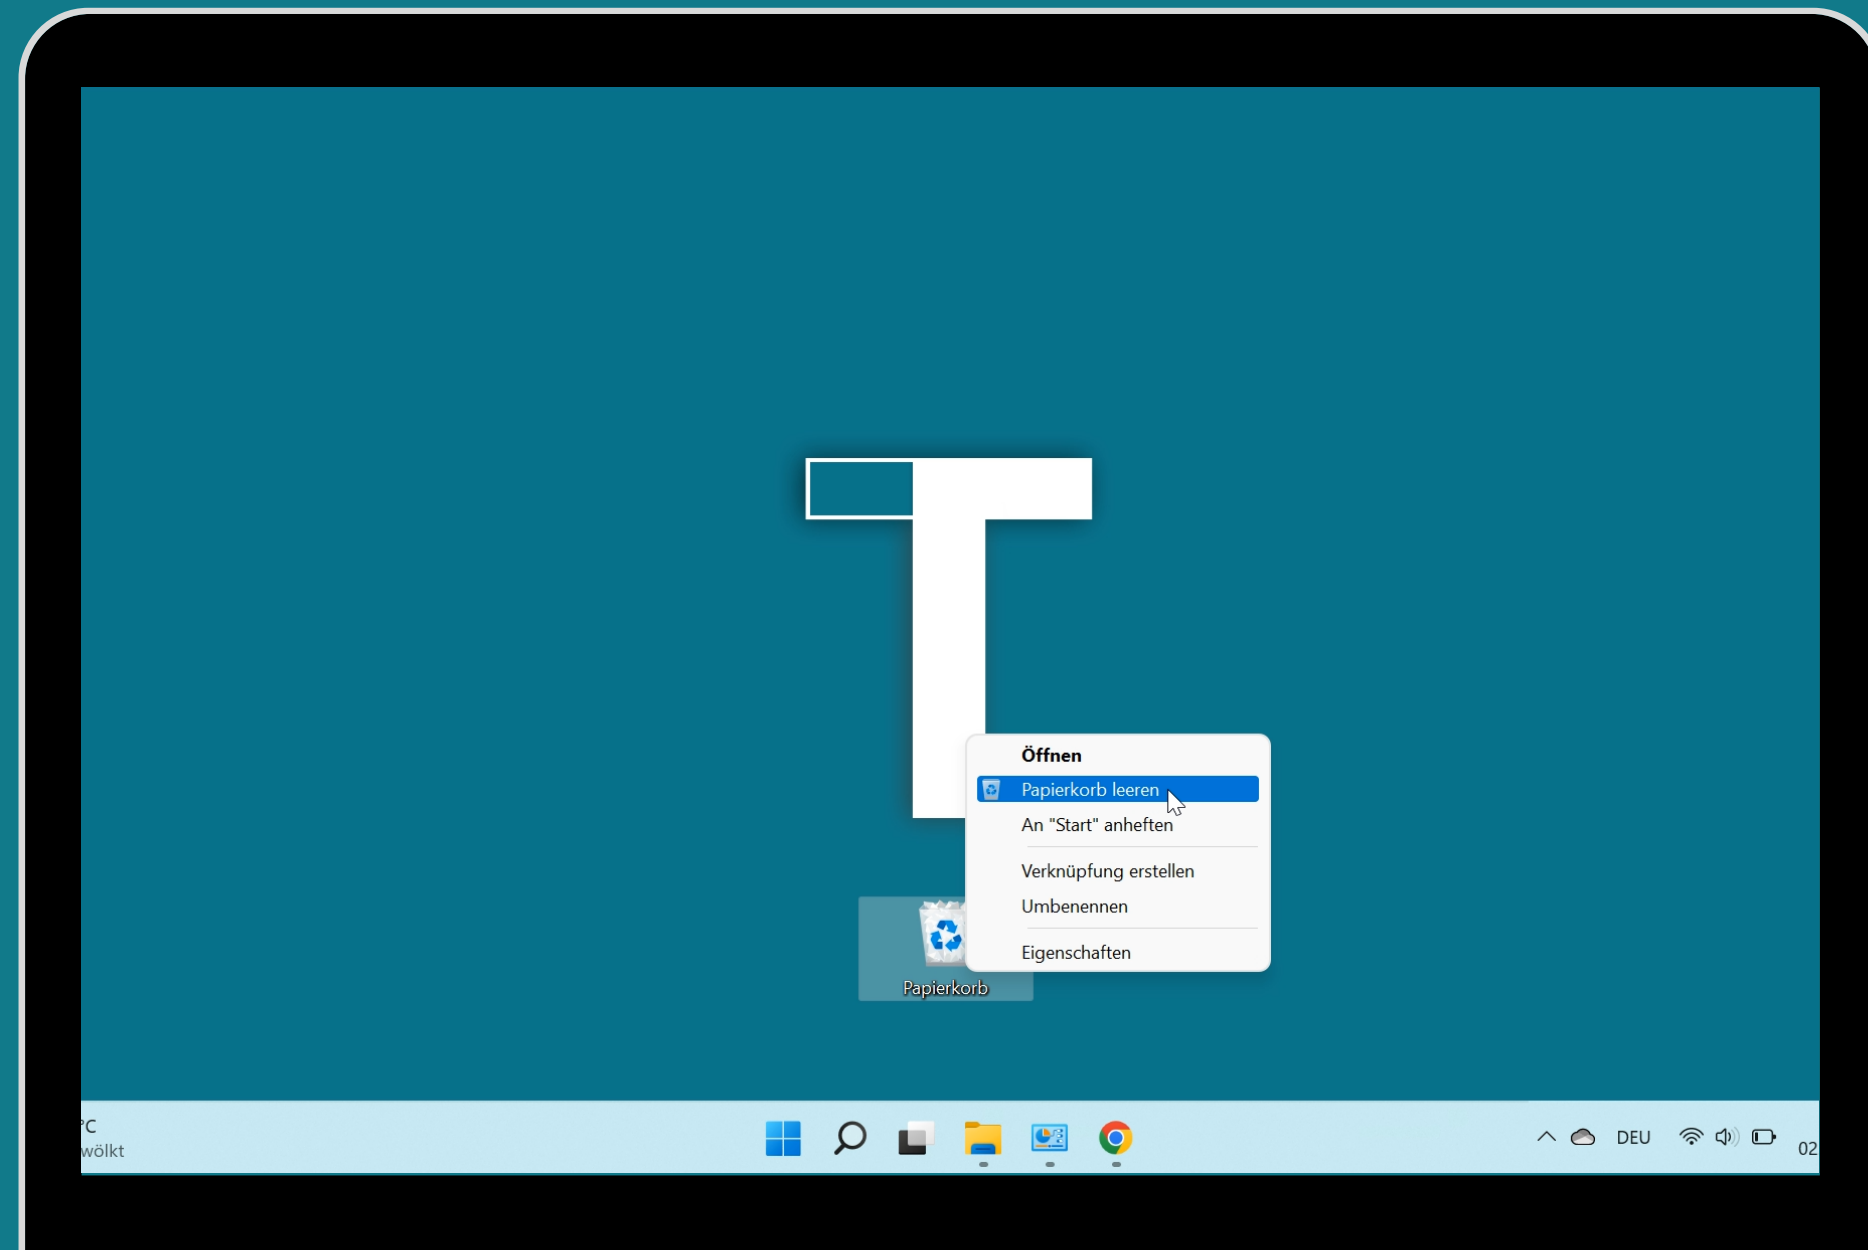 T
Öffnen
Papierkorb leeren
An "Start" anheften
Verknüpfung erstellen
Umbenennen
Eigenschaften
Papierkorb
°C
wölkt
DEU
02